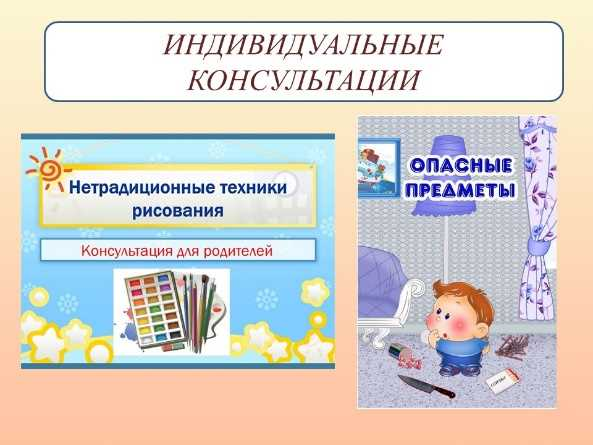 ИНДИВИДУАЛЬНЫЕ
КОНСУЛЬТАЦИИ
Нетрадиционные техники
рисования
Консультация для родителей
ОПАСНЫЕ
ПРЕДМЕТЫ